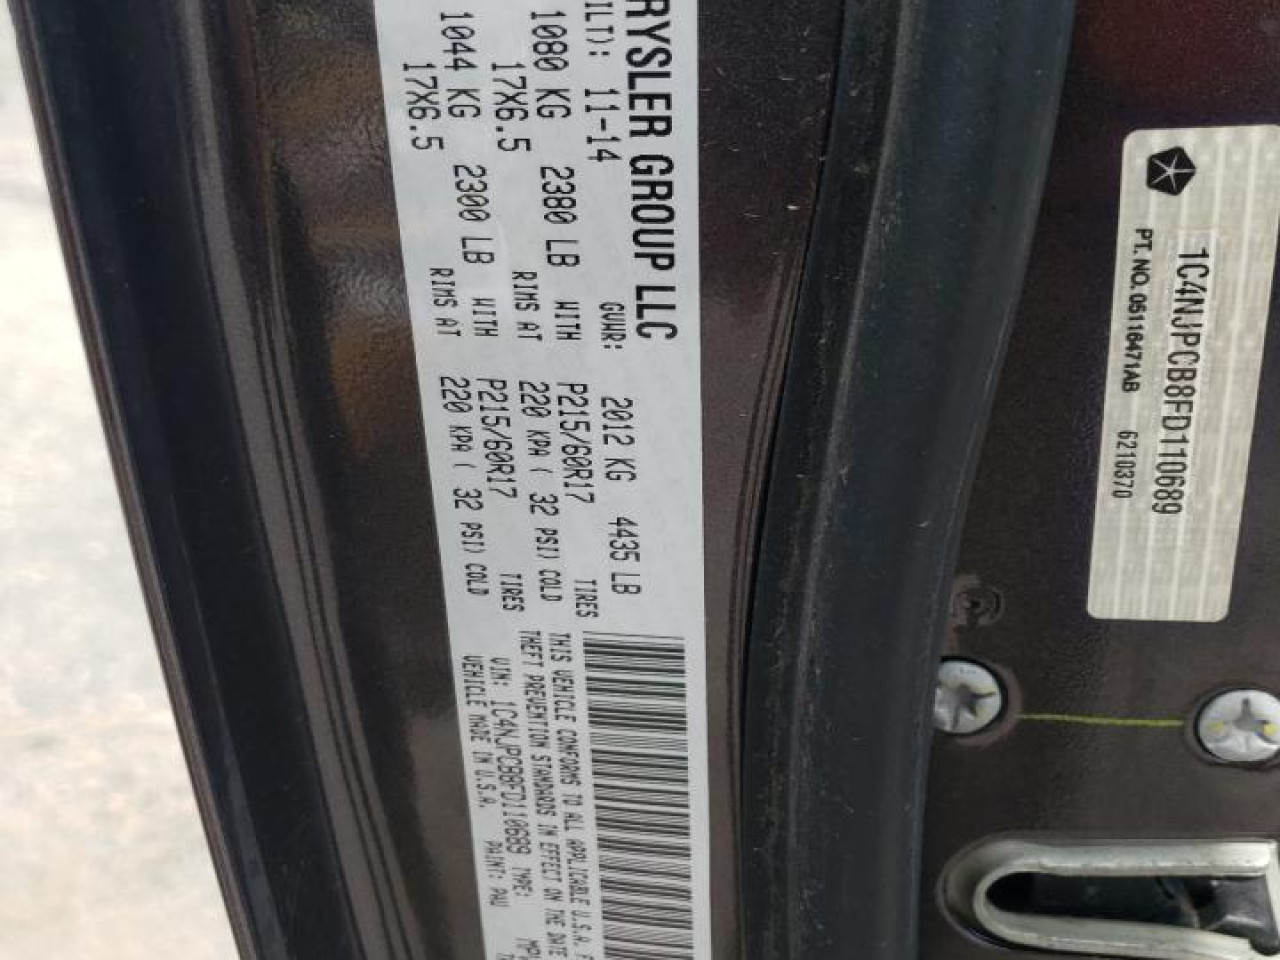 RYSLER GROUP LLC
ILT): 11-14 GVWR: 2012 KG 4435 LB
1080 KG 2380 LB WITH P215/60R17 TIRES
17X6.5 RIMS AT 220 KPA ( 32 PSI) COLD
1044 KG 2300 LB WITH P215/60R17 TIRES
17X6.5 RIMS AT 220 KPA ( 32 PSI) COLD
THIS VEHICLE CONFORMS TO ALL APPLICABLE U.S.A. F
THEFT PREVENTION STANDARDS IN EFFECT ON THE DATE
VIN: 1C4NJPCB8FD110689 TYPE: MP
VEHICLE MADE IN U.S.A. PAINT: PAU
1C4NJPCB8FD110689
PT. NO. 05116471AB 6210370